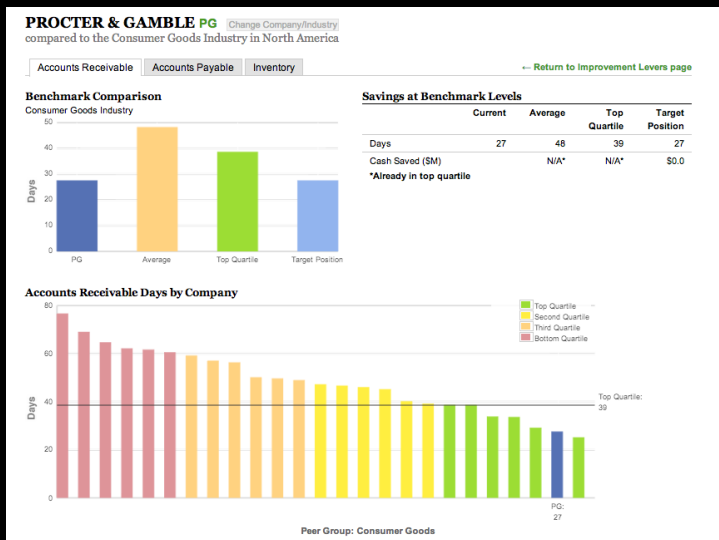 PROCTER & GAMBLE PG Change Company/Industry
compared to the Consumer Goods Industry in North America
Accounts Receivable Accounts Payable Inventory
← Return to Improvement Levers page
Benchmark Comparison
Consumer Goods Industry
50
40
30
20
10
0
Days
PG Average Top Quartile Target Position
Savings at Benchmark Levels
Current Average Top Quartile Target Position
Days 27 48 39 27
Cash Saved ($M) N/A* N/A* $0.0
*Already in top quartile
Accounts Receivable Days by Company
80
60
40
20
0
Days
Top Quartile
Second Quartile
Third Quartile
Bottom Quartile
Top Quartile:
39
PG:
27
Peer Group: Consumer Goods